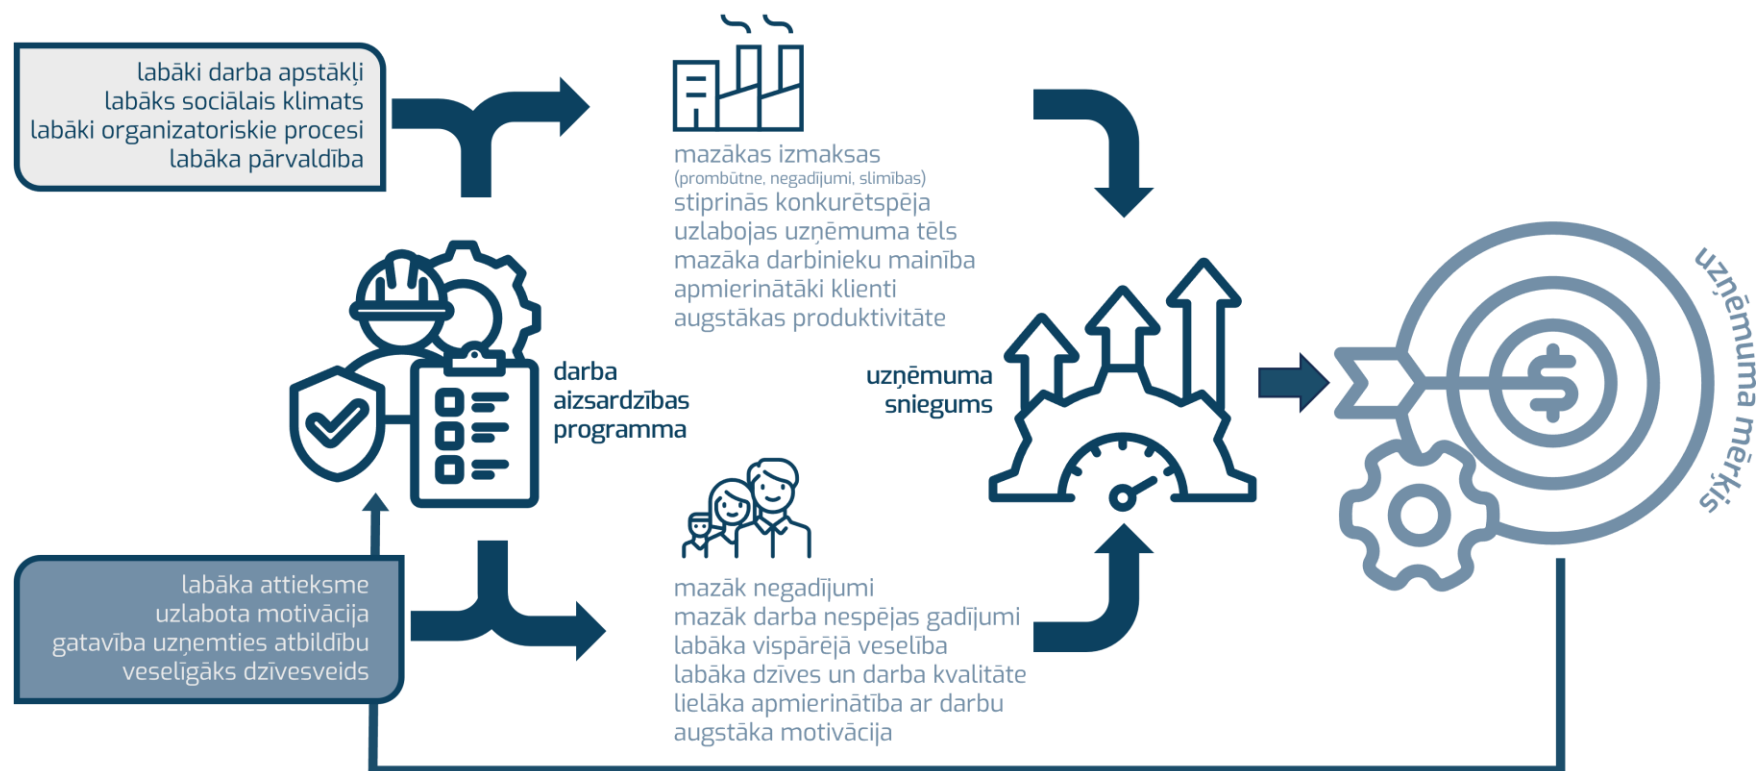 labāki darba apstākļi
labāks sociālais klimats
labāki organizatoriskie procesi
labāka pārvaldība
mazākas izmaksas
(prombūtne, negadījumi, slimības)
stiprinās konkurētspēja
uzlabojas uzņēmuma tēls
mazāka darbinieku mainība
apmierinātāki klienti
augstākas produktivitāte
darba
aizsardzības
programma
uzņēmuma
sniegums
uzņēmuma mērķis
labāka attieksme
uzlabota motivācija
gatavība uzņemties atbildību
veselīgāks dzīvesveids
mazāk negadījumi
mazāk darba nespējas gadījumi
labāka vispārējā veselība
labāka dzīves un darba kvalitāte
lielāka apmierinātība ar darbu
augstāka motivācija
$